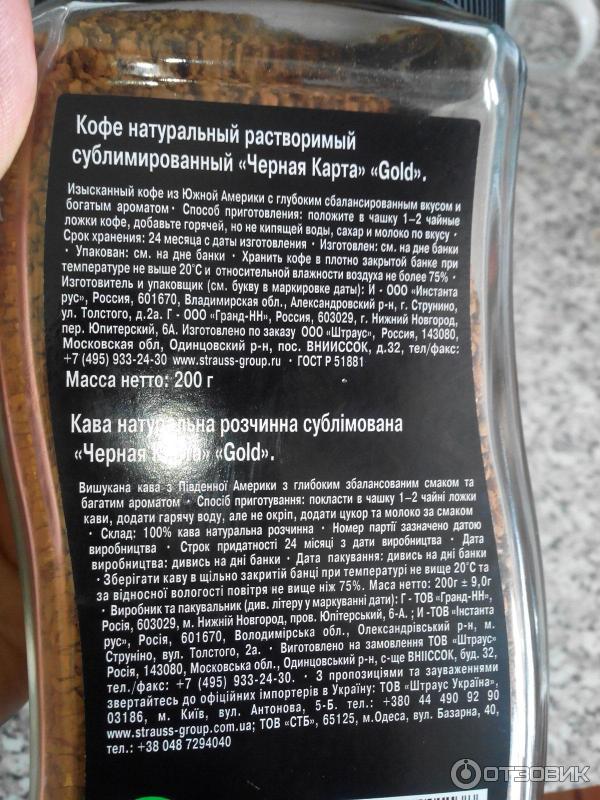 Кофе натуральный растворимый
сублимированный «Черная Карта» «Gold».
Изысканный кофе из Южной Америки с глубоким сбалансированным вкусом и
богатым ароматом · Способ приготовления: положите в чашку 1–2 чайные
ложки кофе, добавьте горячей, но не кипящей воды, сахар и молоко по вкусу ·
Срок хранения: 24 месяца с даты изготовления · Изготовлен: см. на дне банки
· Упакован: см. на дне банки · Хранить кофе в плотно закрытой банке при
температуре не выше 20°С и относительной влажности воздуха не более 75% ·
Изготовитель и упаковщик (см. букву в маркировке даты): И - ООО «Инстанта
рус», Россия, 601670, Владимирская обл., Александровский р-н, г. Струнино,
ул. Толстого, д.2а. Г - ООО «Гранд-НН», Россия, 603029, г. Нижний Новгород,
пер. Юпитерский, 6А. Изготовлено по заказу ООО «Штраус», Россия, 143080,
Московская обл, Одинцовский р-н, пос. ВНИИССОК, д.32, тел/факс:
+7 (495) 933-24-30 www.strauss-group.ru · ГОСТ Р 51881
Масса нетто: 200 г
Кава натуральна розчинна сублімована
«Черная Карта» «Gold».
Вишукана кава з Південної Америки з глибоким збалансованим смаком та
багатим ароматом · Спосіб приготування: покласти в чашку 1–2 чайні ложки
кави, додати гарячу воду, але не окріп, додати цукор та молоко за смаком
· Склад: 100% кава натуральна розчинна · Номер партії зазначено датою
виробництва · Строк придатності 24 місяці з дати виробництва · Дата
виробництва: дивись на дні банки · Дата пакування: дивись на дні банки
· Зберігати каву в щільно закритій банці при температурі не вище 20°С та
за відносної вологості повітря не вище ніж 75%. Маса нетто: 200г ± 9,0г
· Виробник та пакувальник (див. літеру у маркуванні дати): Г - ТОВ «Гранд-НН»,
Росія, 603029, м. Нижній Новгород, пров. Юпітерський, 6-А. ; И -ТОВ «Інстанта
рус», Росія, 601670, Володимирська обл., Олександрівський р-н, м.
Струніно, вул. Толстого, 2а. · Виготовлено на замовлення ТОВ "Штраус"
Росія, 143080, Московська обл., Одинцовський р-н, с-ще ВНІІССОК, буд. 32,
тел./факс: +7 (495) 933-24-30. · З пропозиціями та зауваженнями
звертайтесь до офіційних імпортерів в Україну: ТОВ "Штраус Україна",
03186, м. Київ, вул. Антонова, 5-Б. тел.: +380 44 490 92 90
www.strauss-group.com.ua; ТОВ «СТБ», 65125, м.Одеса, вул. Базарна, 40,
тел.: +38 048 7294040
ОТЗОВИК